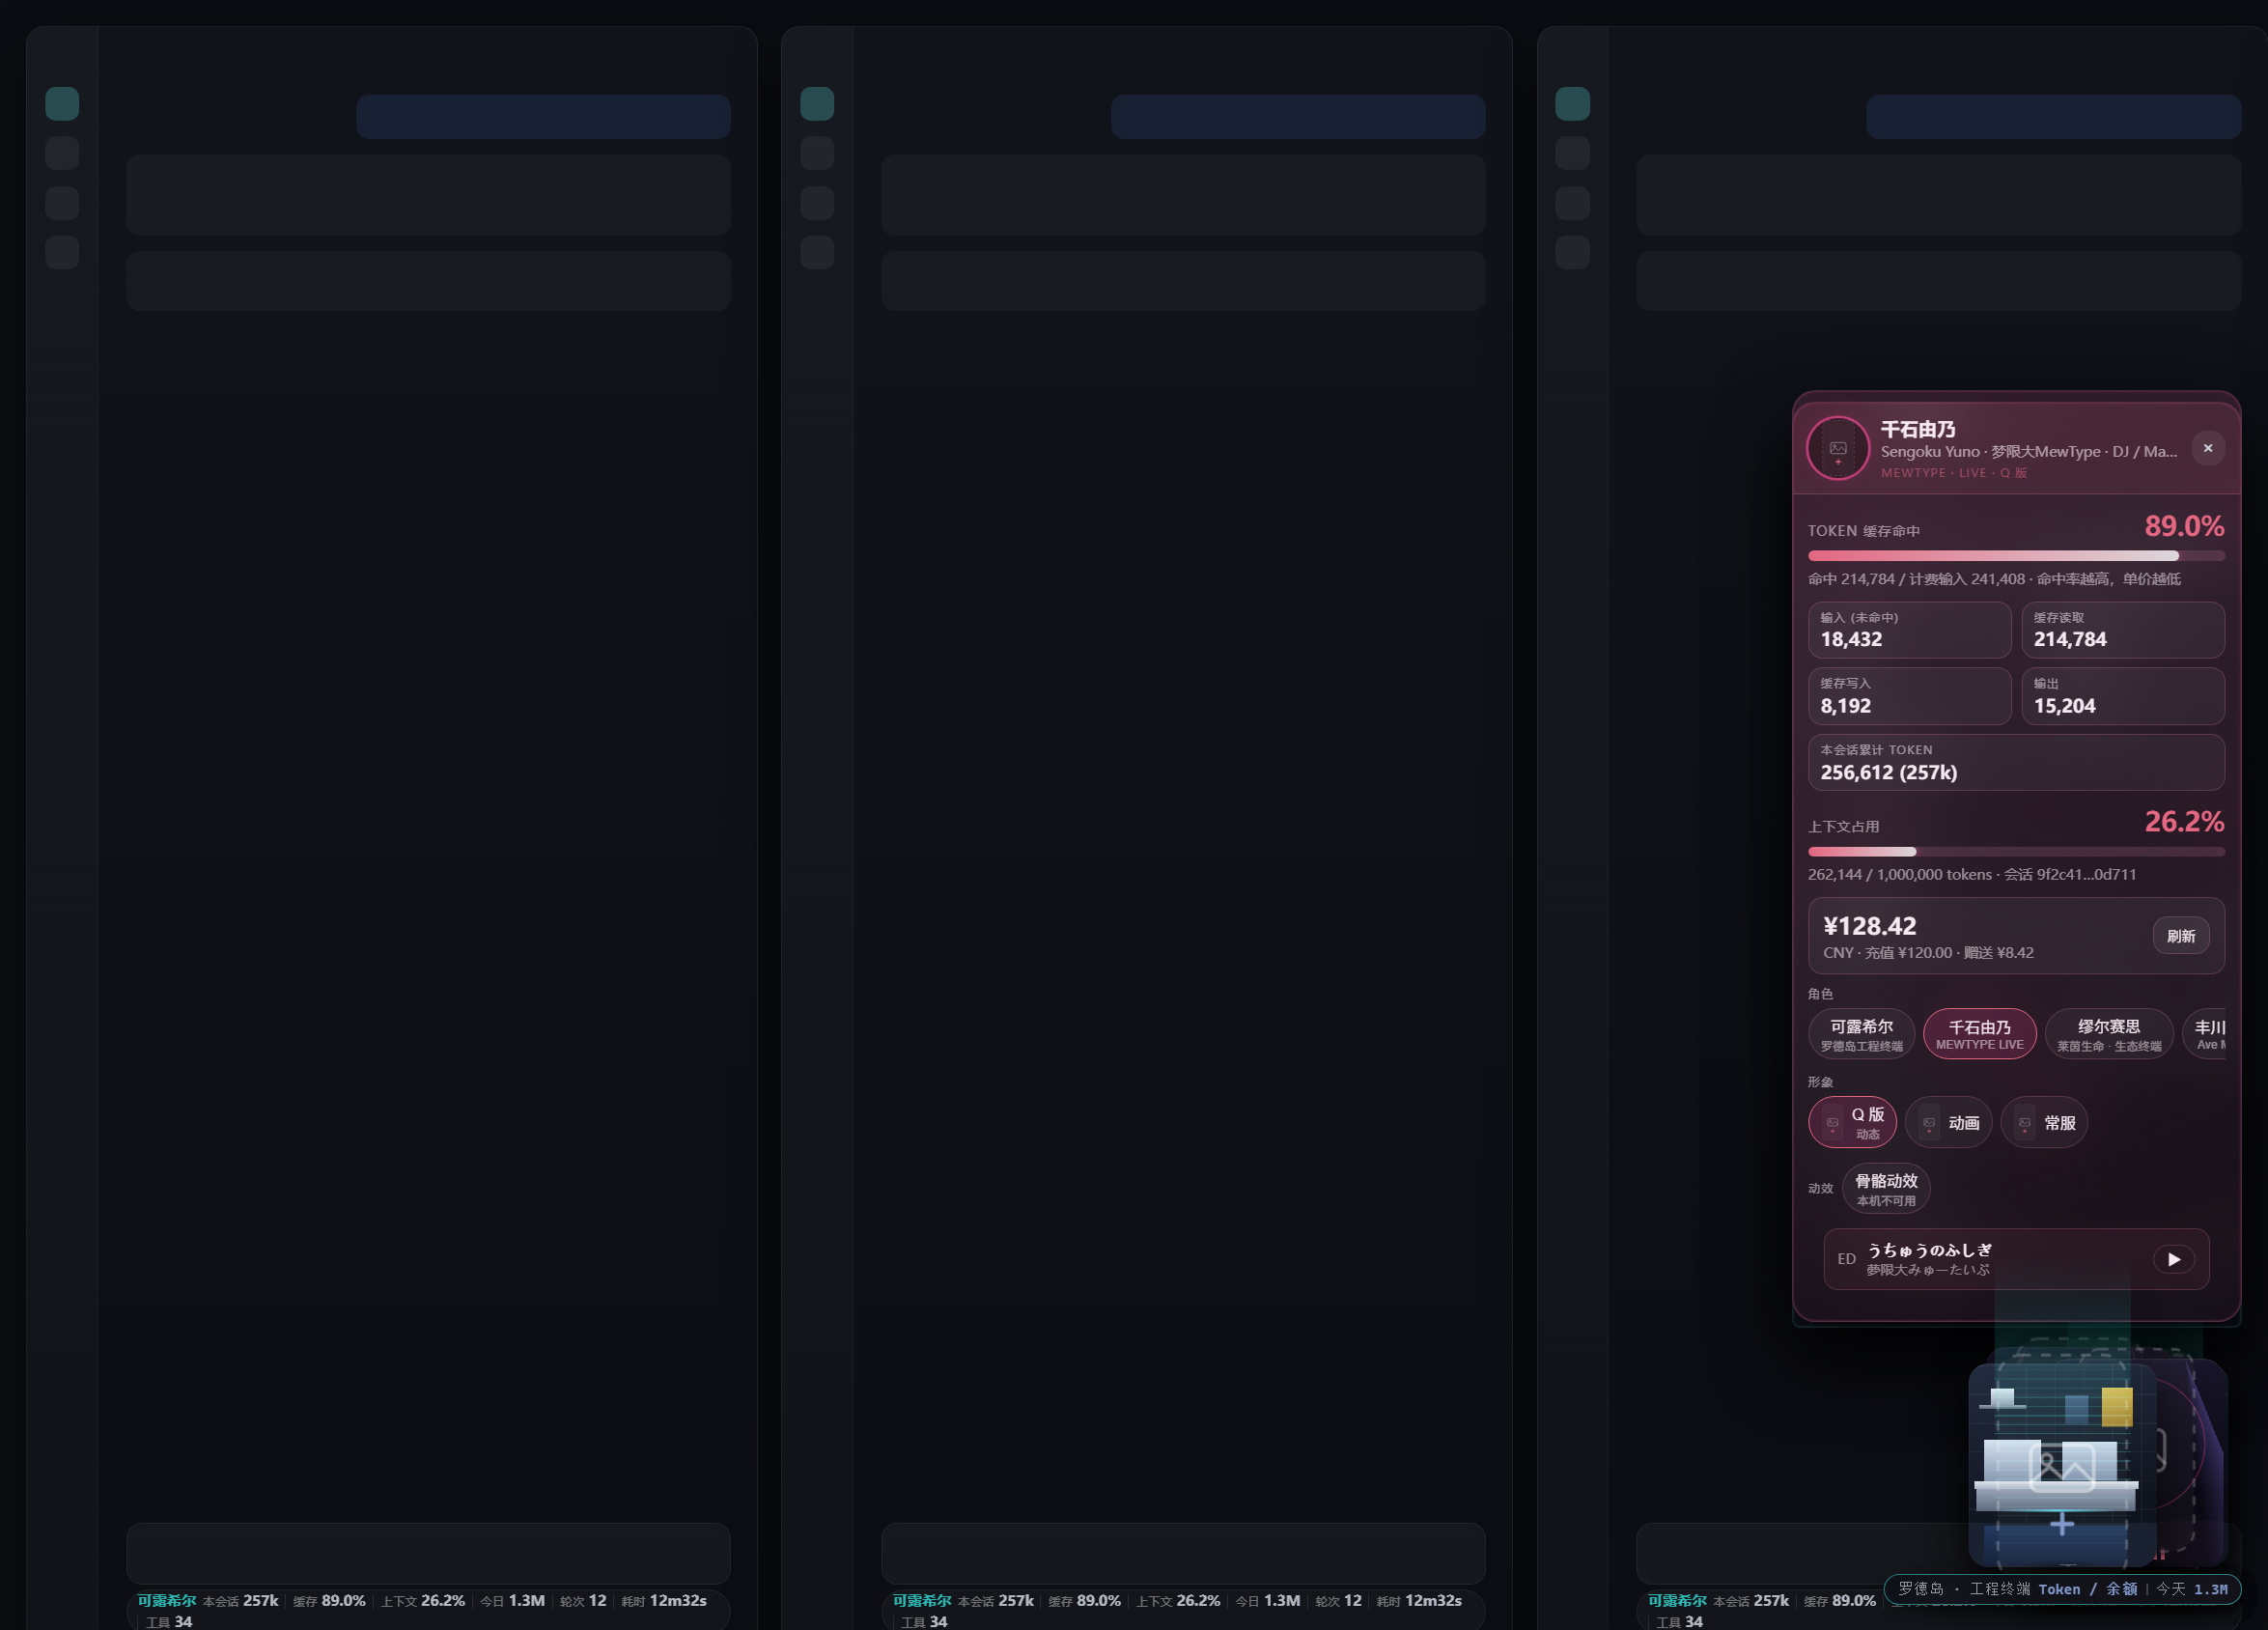 千石由乃
Sengoku Yuno · 梦限大MewType · DJ / Ma...
MEWTYPE · LIVE · Q 版
×
TOKEN 缓存命中
89.0%
命中 214,784 / 计费输入 241,408 · 命中率越高，单价越低
输入 (未命中)
18,432
缓存读取
214,784
缓存写入
8,192
输出
15,204
本会话累计 TOKEN
256,612 (257k)
上下文占用
26.2%
262,144 / 1,000,000 tokens · 会话 9f2c41...0d711
¥128.42
CNY · 充值 ¥120.00 · 赠送 ¥8.42
刷新
角色
可露希尔
罗德岛工程终端
千石由乃
MEWTYPE LIVE
缪尔赛思
莱茵生命 · 生态终端
丰川
Ave
形象
Q 版
动态
动画
常服
动效
骨骼动效
本机不可用
ED
うちゅうのふしぎ
夢限大みゅーたいぷ
可露希尔 本会话 257k | 缓存 89.0% | 上下文 26.2% | 今日 1.3M | 轮次 12 | 耗时 12m32s
| 工具 34
可露希尔 本会话 257k | 缓存 89.0% | 上下文 26.2% | 今日 1.3M | 轮次 12 | 耗时 12m32s
| 工具 34
可露希尔 本会话 257k | 缓存 89.0%
| 工具 34
罗德岛 · 工程终端 Token / 余额 | 今天 1.3M